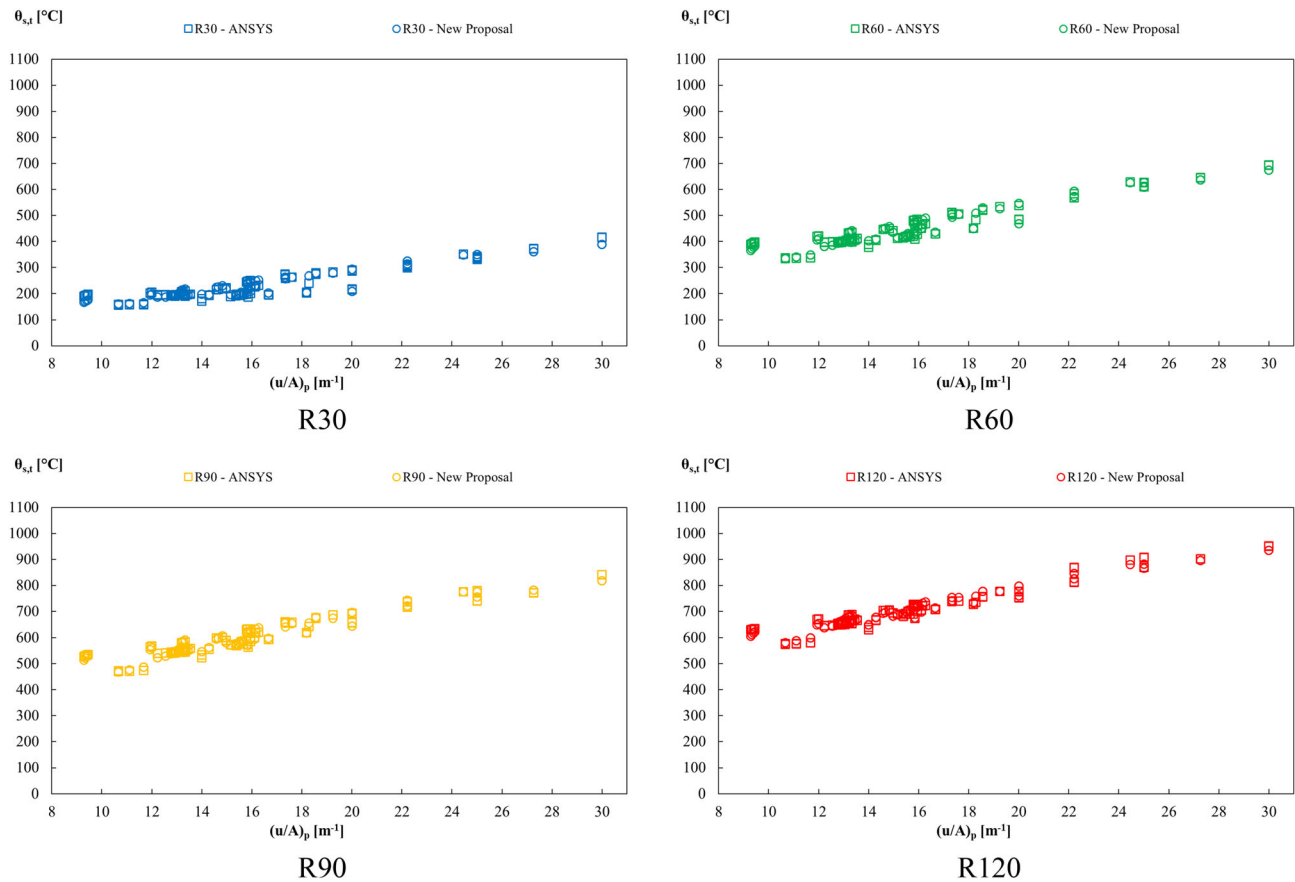 θs,t [°C]
R30 - ANSYS
R30 - New Proposal
1100
1000
900
800
700
600
500
400
300
200
100
0
8 10 12 14 16 18 20 22 24 26 28 30
(u/A)p [m-1]
R30
θs,t [°C]
R60 - ANSYS
R60 - New Proposal
1100
1000
900
800
700
600
500
400
300
200
100
0
8 10 12 14 16 18 20 22 24 26 28 30
(u/A)p [m-1]
R60
θs,t [°C]
R90 - ANSYS
R90 - New Proposal
1100
1000
900
800
700
600
500
400
300
200
100
0
8 10 12 14 16 18 20 22 24 26 28 30
(u/A)p [m-1]
R90
θs,t [°C]
R120 - ANSYS
R120 - New Proposal
1100
1000
900
800
700
600
500
400
300
200
100
0
8 10 12 14 16 18 20 22 24 26 28 30
(u/A)p [m-1]
R120